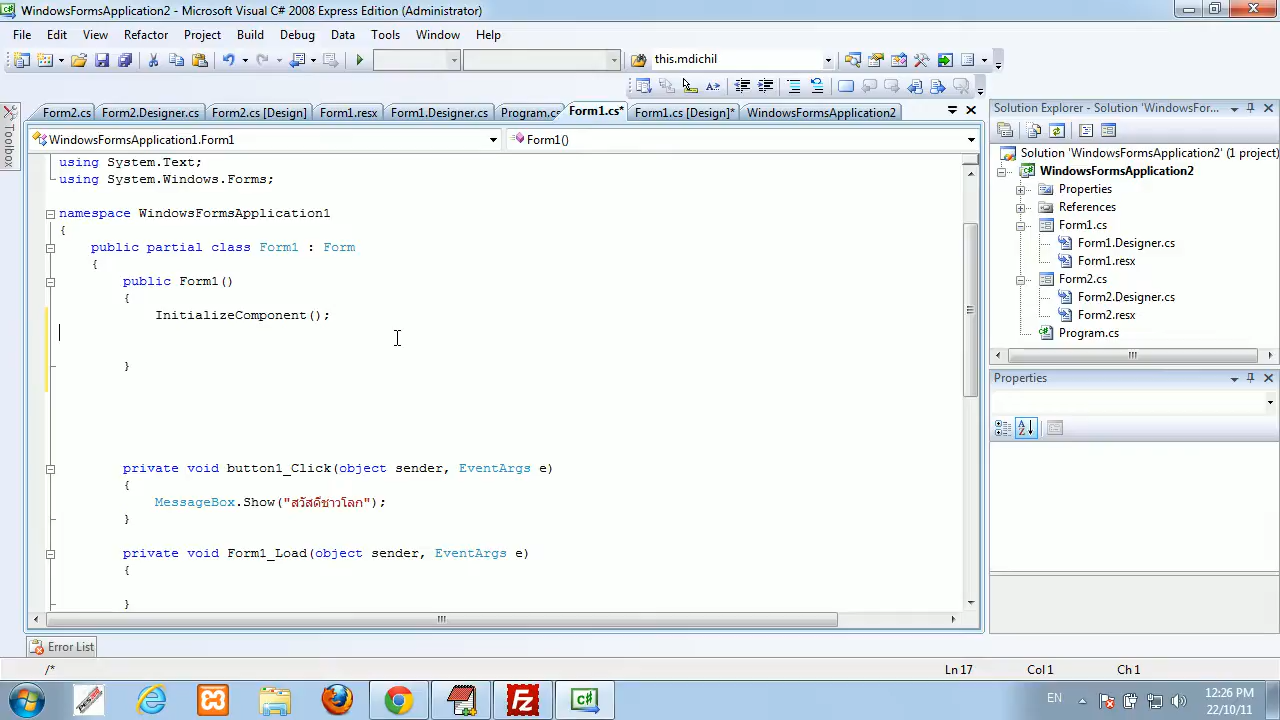 WindowsFormsApplication2 - Microsoft Visual C# 2008 Express Edition (Administrator)
File Edit View Refactor Project Build Debug Data Tools Window Help
this.mdichil
Form2.cs Form2.Designer.cs Form2.cs [Design] Form1.resx Form1.Designer.cs Program.cs Form1.cs* Form1.cs [Design]* WindowsFormsApplication2
Toolbox
WindowsFormsApplication1.Form1 Form1()
using System.Text;
using System.Windows.Forms;
namespace WindowsFormsApplication1
{
public partial class Form1 : Form
{
public Form1()
{
InitializeComponent();
}
private void button1_Click(object sender, EventArgs e)
{
MessageBox.Show("สวัสดีชาวโลก");
}
private void Form1_Load(object sender, EventArgs e)
{
}
Solution Explorer - Solution 'WindowsFor...
Solution 'WindowsFormsApplication2' (1 project)
WindowsFormsApplication2
Properties
References
Form1.cs
Form1.Designer.cs
Form1.resx
Form2.cs
Form2.Designer.cs
Form2.resx
Program.cs
Properties
Error List
/* Ln 17 Col 1 Ch 1
EN 12:26 PM
22/10/11